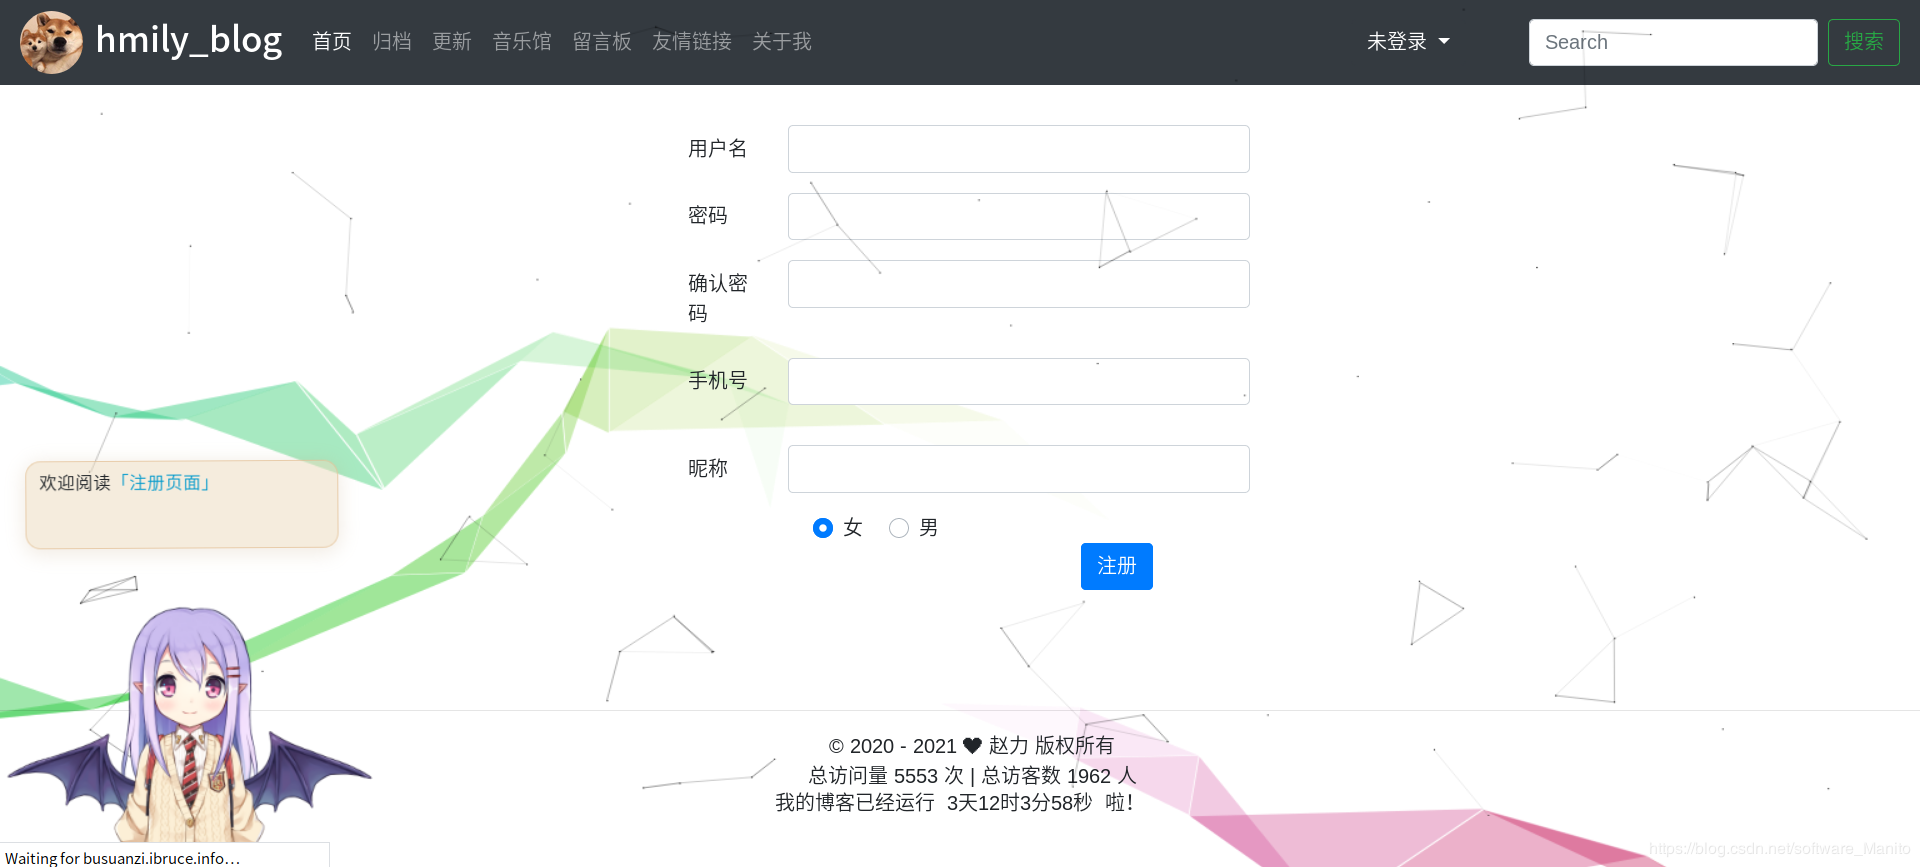 hmily_blog 首页 归档 更新 音乐馆 留言板 友情链接 关于我 未登录 Search 搜索
用户名
密码
确认密
码
手机号
昵称
欢迎阅读「注册页面」
女 男
注册
© 2020 - 2021 ♥ 赵力 版权所有
总访问量 5553 次 | 总访客数 1962 人
我的博客已经运行 3天12时3分58秒 啦!
Waiting for busuanzi.ibruce.info…
https://blog.csdn.net/software_Manito